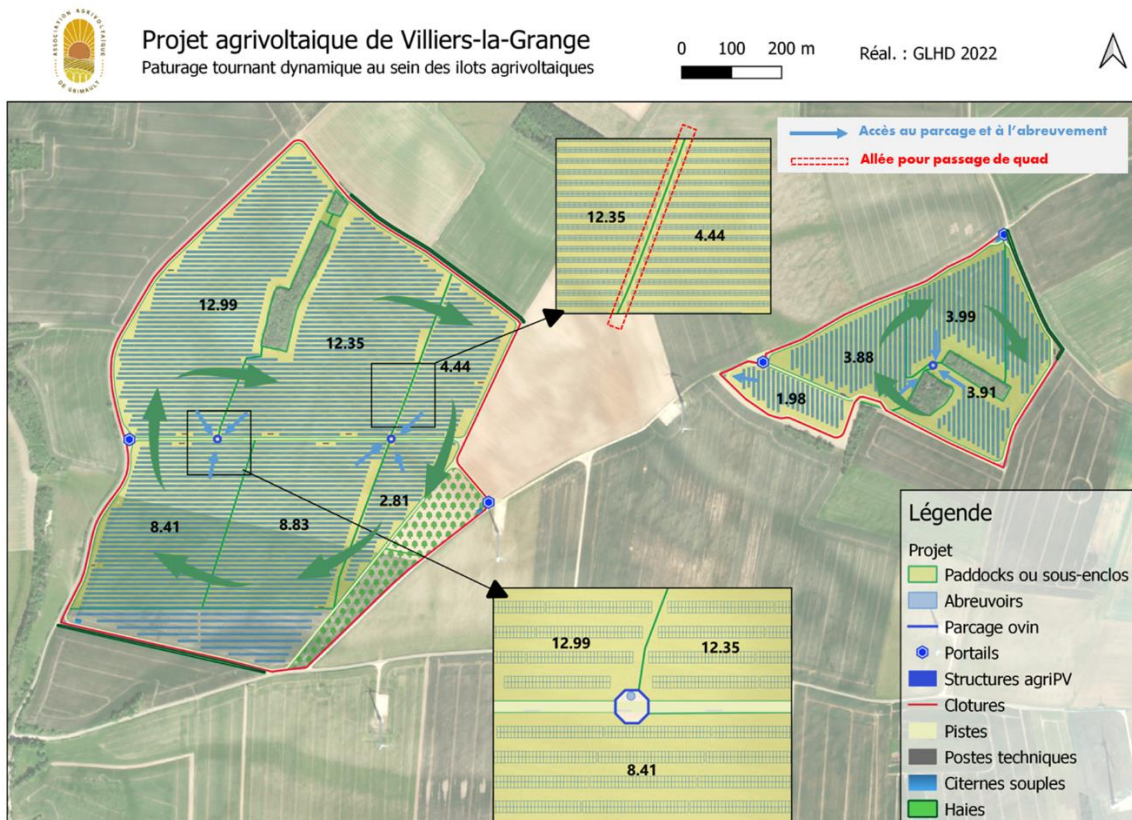 ASSOCIATION AGRIVOLTAÏQUE
DE GRIMAULT
Projet agrivoltaique de Villiers-la-Grange
Paturage tournant dynamique au sein des ilots agrivoltaiques
0 100 200 m
Réal. : GLHD 2022
Accès au parcage et à l'abreuvement
Allée pour passage de quad
12.35
4.44
12.99
12.35
4.44
3.99
3.88
3.91
1.98
2.81
8.41
8.83
12.99
12.35
8.41
Légende
Projet
Paddocks ou sous-enclos
Abreuvoirs
Parcage ovin
Portails
Structures agriPV
Clotures
Pistes
Postes techniques
Citernes souples
Haies